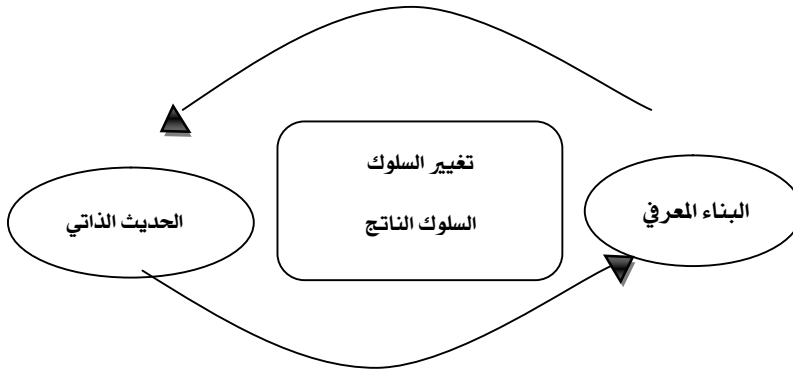 تغيير السلوك
السلوك الناتج
البناء المعرفي
الحديث الذاتي